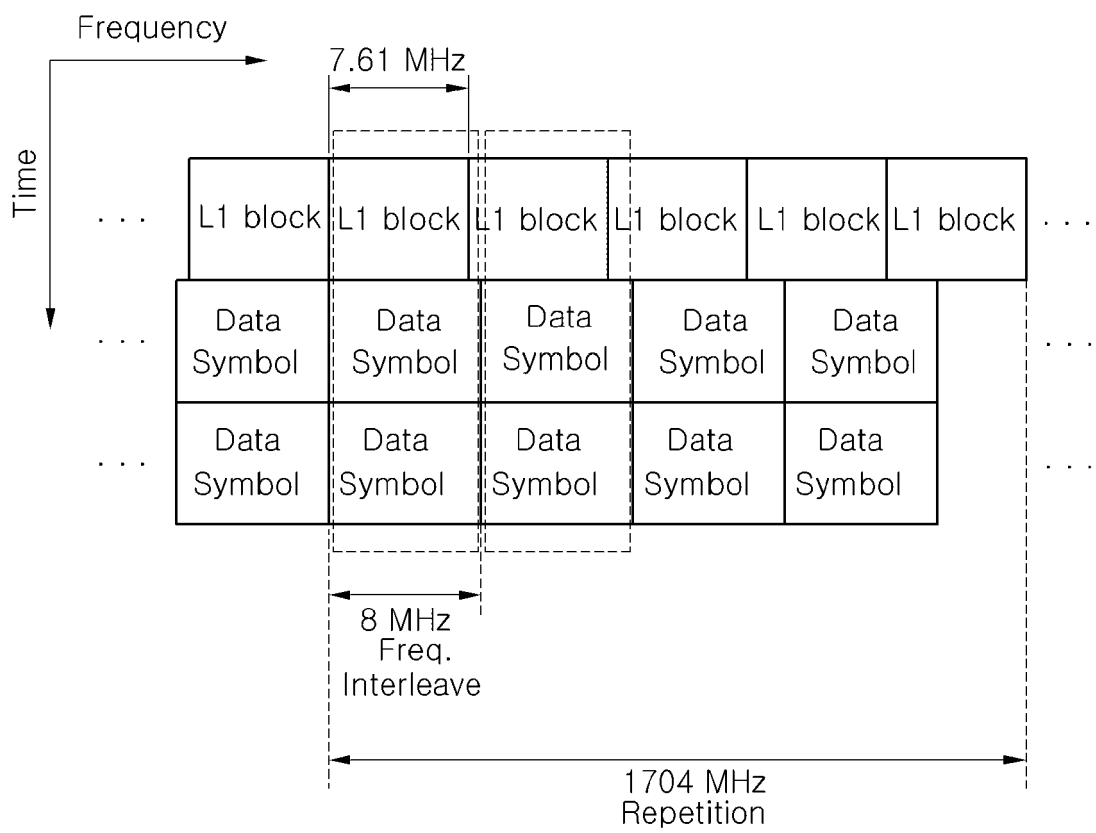 Frequency
7.61 MHz
Time
. . . L1 block L1 block L1 block L1 block L1 block L1 block . . .
. . . Data Symbol Data Symbol Data Symbol Data Symbol Data Symbol . . .
. . . Data Symbol Data Symbol Data Symbol Data Symbol Data Symbol . . .
8 MHz
Freq.
Interleave
1704 MHz
Repetition